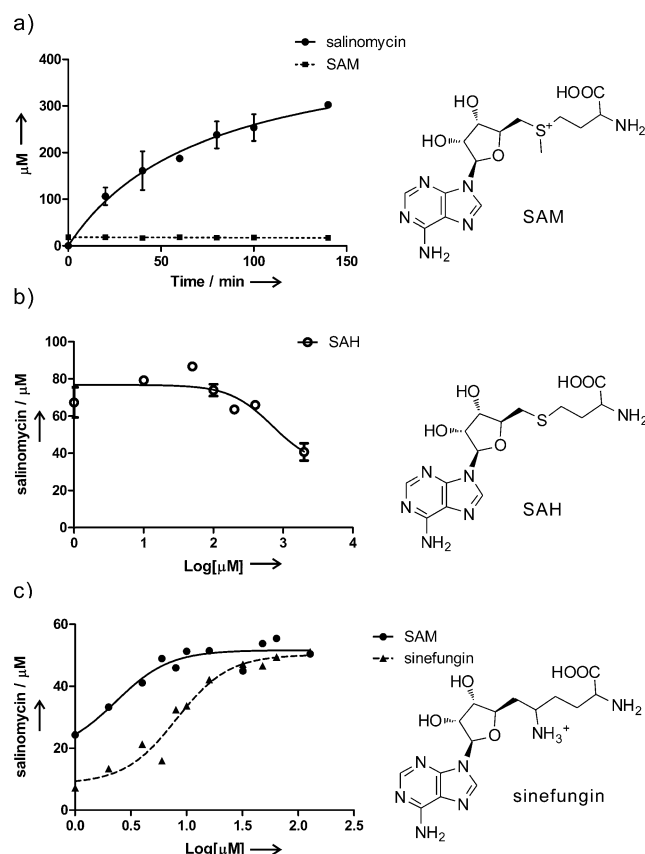 a)
salinomycin
SAM
400
300
200
100
0
µM
0 50 100 150
Time / min
HO
HO
O
S+
HOOC
NH2
N
N
N
N
NH2
SAM
b)
SAH
100
80
60
40
20
0
salinomycin / µM
0 1 2 3 4
Log[µM]
HO
HO
O
S
HOOC
NH2
N
N
N
N
NH2
SAH
c)
SAM
sinefungin
60
40
20
0
salinomycin / µM
0.0 0.5 1.0 1.5 2.0 2.5
Log[µM]
HO
HO
O
NH3+
HOOC
NH2
N
N
N
N
NH2
sinefungin